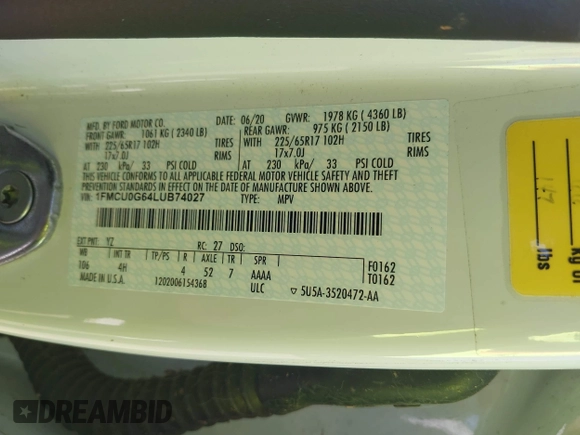 MFD. BY FORD MOTOR CO. 06/20 GVWR: 1978 KG ( 4360 LB)
FRONT GAWR: 1061 KG ( 2340 LB) REAR GAWR: 975 KG ( 2150 LB)
WITH 225/65R17 102H TIRES WITH 225/65R17 102H TIRES
17x7.0J RIMS 17x7.0J RIMS
AT 230 kPa/ 33 PSI COLD AT 230 kPa/ 33 PSI COLD
THIS VEHICLE CONFORMS TO ALL APPLICABLE FEDERAL MOTOR VEHICLE SAFETY AND THEFT PREVENTION STANDARDS IN EFFECT ON THE DATE OF MANUFACTURE SHOWN ABOVE.
VIN: 1FMCU0G64LUB74027 TYPE: MPV
EXT PNT: YZ RC: 27 DSO:
WB INT TR TP/PS R AXLE TR SPR
106 4H 4 52 7 AAAA F0162
MADE IN U.S.A. 1202006154368 ULC T0162
5U5A-3520472-AA
kg or
lbs
147
DREAMBID